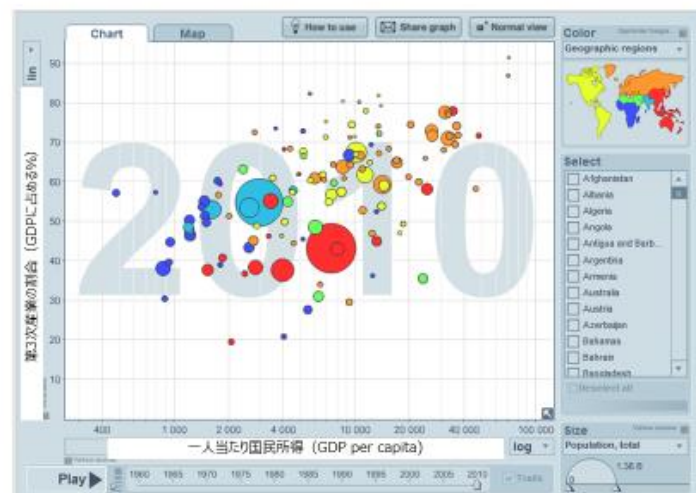 Chart
Map
How to use
Share graph
Normal view
Color
Geographic regions
lin
90
80
70
60
50
40
30
20
10
2010
第3次産業の割合（GDPに占める%）
Select
Afghanistan
Albania
Algeria
Angola
Antigua and Barb...
Argentina
Armenia
Australia
Austria
Azerbaijan
Bahamas
Bahrain
Bangladesh
Deselect all
400
1 000
2 000
4 000
10 000
20 000
40 000
100 000
一人当たり国民所得（GDP per capita）
log
Size
Population, total
1.36 B
Play
1960 1965 1970 1975 1980 1985 1990 1995 2000 2005 2010
Trails